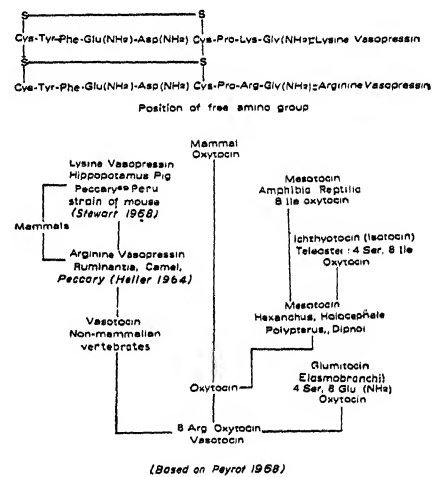 S S
Cys-Tyr-Phe-Glu(NH₂)-Asp(NH₂) Cys-Pro-Lys-Gly(NH₂)=Lysine Vasopressin
S S
Cys-Tyr-Phe-Glu(NH₂)-Asp(NH₂) Cys-Pro-Arg-Gly(NH₂)=Arginine Vasopressin
Position of free amino group
Mammal
Oxytocin
Lysine Vasopressin
Hippopotamus Pig
Peccary Peru
strain of mouse
(Stewart 1968)
Mammals
Arginine Vasopressin
Ruminantia, Camel,
Peccary (Heller 1964)
Vasotocin
Non-mammalian
vertebrates
Mesotocin
Amphibia Reptilia
8 Ile oxytocin
Ichthyotocin (Isotocin)
Teleostei : 4 Ser, 8 Ile
Oxytocin
Mesotocin
Hexanchus, Holocephale
Polypterus,, Dipnoi
Oxytocin
Glumitocin
Elasmobranchii
4 Ser, 8 Glu (NH₂)
Oxytocin
8 Arg Oxytocin
Vasotocin
(Based on Peyrot 1968)